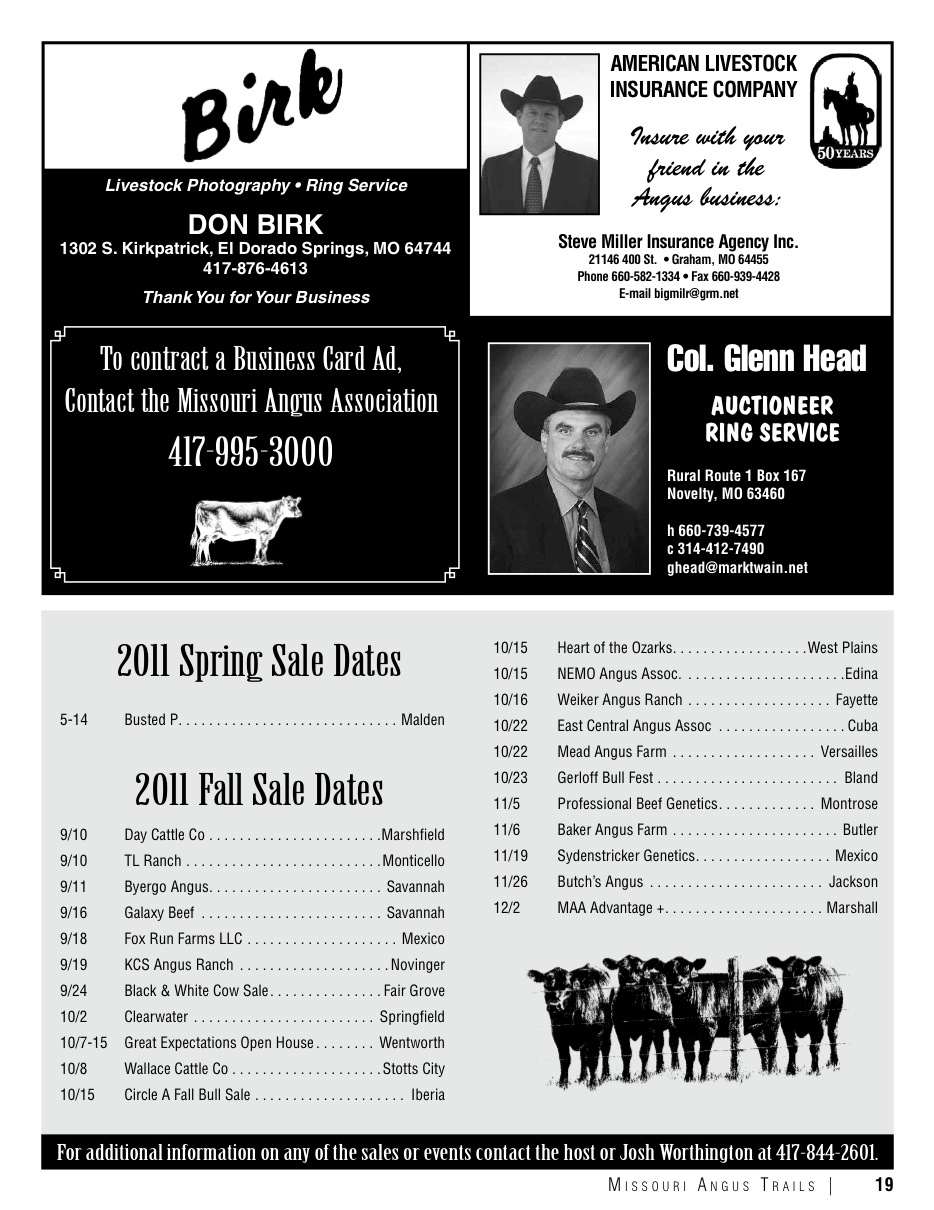 Birk
Livestock Photography • Ring Service
DON BIRK
1302 S. Kirkpatrick, El Dorado Springs, MO 64744
417-876-4613
Thank You for Your Business
AMERICAN LIVESTOCK
INSURANCE COMPANY
Insure with your
friend in the
Angus business:
50 YEARS
Steve Miller Insurance Agency Inc.
21146 400 St. • Graham, MO 64455
Phone 660-582-1334 • Fax 660-939-4428
E-mail bigmilr@grm.net
To contract a Business Card Ad,
Contact the Missouri Angus Association
417-995-3000
Col. Glenn Head
AUCTIONEER
RING SERVICE
Rural Route 1 Box 167
Novelty, MO 63460
h 660-739-4577
c 314-412-7490
ghead@marktwain.net
2011 Spring Sale Dates
5-14 Busted P. . . . . . . . . . . . . . . . . . . . . . . . . . . . . Malden
2011 Fall Sale Dates
9/10 Day Cattle Co . . . . . . . . . . . . . . . . . . . . . . .Marshfield
9/10 TL Ranch . . . . . . . . . . . . . . . . . . . . . . . . . . Monticello
9/11 Byergo Angus. . . . . . . . . . . . . . . . . . . . . . . Savannah
9/16 Galaxy Beef . . . . . . . . . . . . . . . . . . . . . . . . Savannah
9/18 Fox Run Farms LLC . . . . . . . . . . . . . . . . . . . . Mexico
9/19 KCS Angus Ranch . . . . . . . . . . . . . . . . . . . . Novinger
9/24 Black & White Cow Sale. . . . . . . . . . . . . . . Fair Grove
10/2 Clearwater . . . . . . . . . . . . . . . . . . . . . . . . Springfield
10/7-15 Great Expectations Open House . . . . . . . . Wentworth
10/8 Wallace Cattle Co . . . . . . . . . . . . . . . . . . . . Stotts City
10/15 Circle A Fall Bull Sale . . . . . . . . . . . . . . . . . . . . Iberia
10/15 Heart of the Ozarks. . . . . . . . . . . . . . . . . . West Plains
10/15 NEMO Angus Assoc. . . . . . . . . . . . . . . . . . . . . . .Edina
10/16 Weiker Angus Ranch . . . . . . . . . . . . . . . . . . . Fayette
10/22 East Central Angus Assoc . . . . . . . . . . . . . . . . . Cuba
10/22 Mead Angus Farm . . . . . . . . . . . . . . . . . . . Versailles
10/23 Gerloff Bull Fest . . . . . . . . . . . . . . . . . . . . . . . . Bland
11/5 Professional Beef Genetics. . . . . . . . . . . . . Montrose
11/6 Baker Angus Farm . . . . . . . . . . . . . . . . . . . . . . Butler
11/19 Sydenstricker Genetics. . . . . . . . . . . . . . . . . . Mexico
11/26 Butch's Angus . . . . . . . . . . . . . . . . . . . . . . . Jackson
12/2 MAA Advantage +. . . . . . . . . . . . . . . . . . . . . Marshall
For additional information on any of the sales or events contact the host or Josh Worthington at 417-844-2601.
MISSOURI ANGUS TRAILS | 19